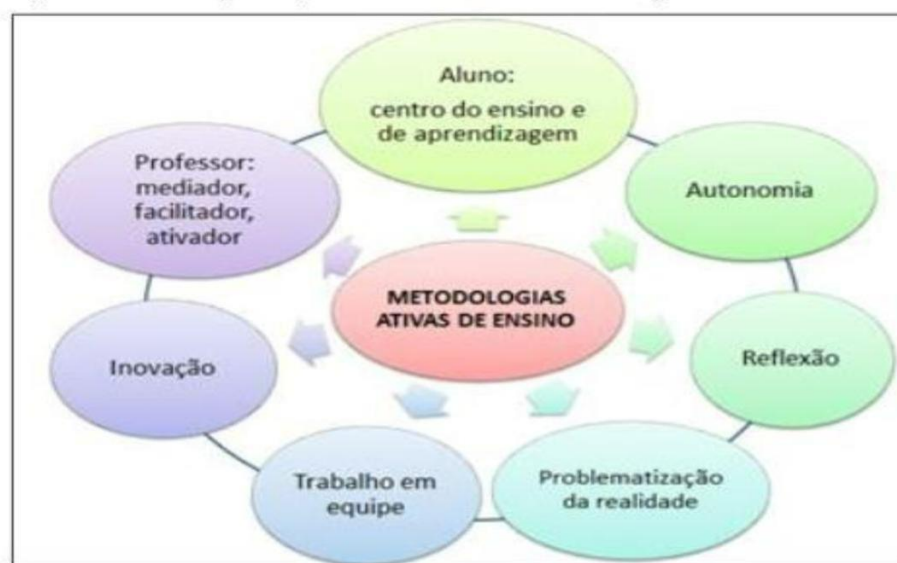 Aluno:
centro do ensino e
de aprendizagem
Autonomia
Reflexão
Problematização
da realidade
Trabalho em
equipe
Inovação
Professor:
mediador,
facilitador,
ativador
METODOLOGIAS
ATIVAS DE ENSINO